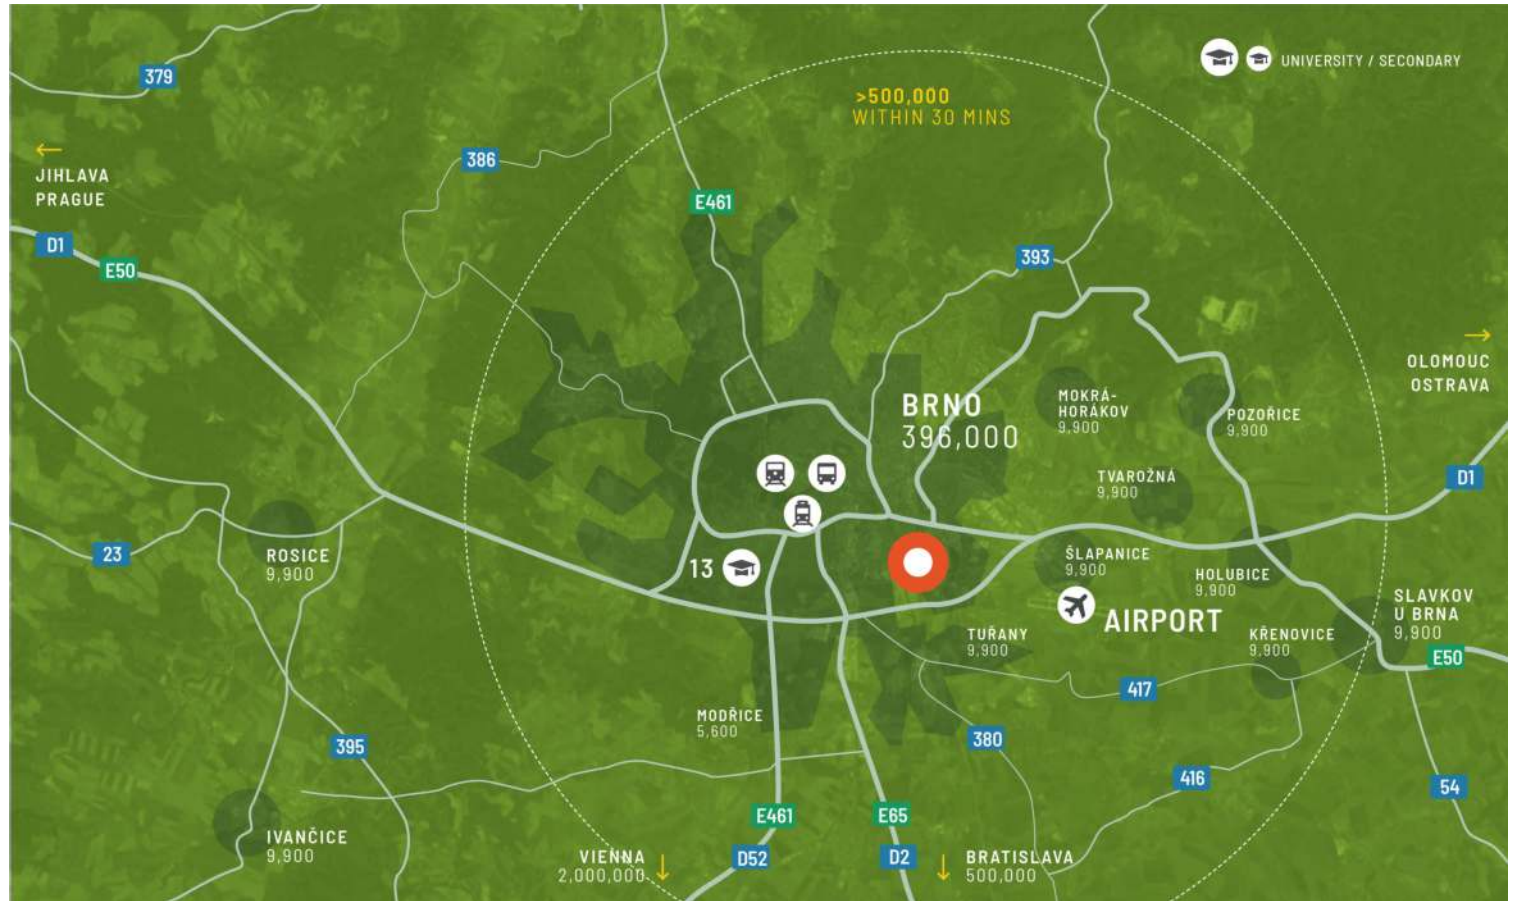 379
UNIVERSITY / SECONDARY
>500,000
WITHIN 30 MINS
← 
JIHLAVA
PRAGUE
386
E461
D1
E50
393
→
OLOMOUC
OSTRAVA
BRNO
396,000
MOKRÁ-
HORÁKOV
9,900
POZOŘICE
9,900
TVAROŽNÁ
9,900
D1
23
ROSICE
9,900
13
ŠLAPANICE
9,900
HOLUBICE
9,900
AIRPORT
SLAVKOV
U BRNA
9,900
TUŘANY
9,900
KŘENOVICE
9,900
E50
417
MODŘICE
5,600
395
380
416
54
E461
E65
IVANČICE
9,900
VIENNA
2,000,000 ↓
D52
D2
↓
BRATISLAVA
500,000